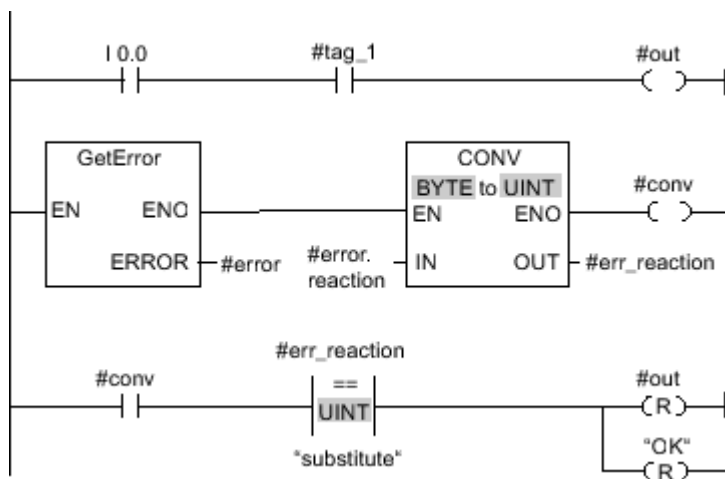 I 0.0 #tag_1 #out
GetError CONV
BYTE to UINT #conv
EN ENO EN ENO
ERROR #error #error. IN OUT #err_reaction
reaction
#err_reaction
#conv == #out
UINT (R)
"substitute" "OK"
(R)